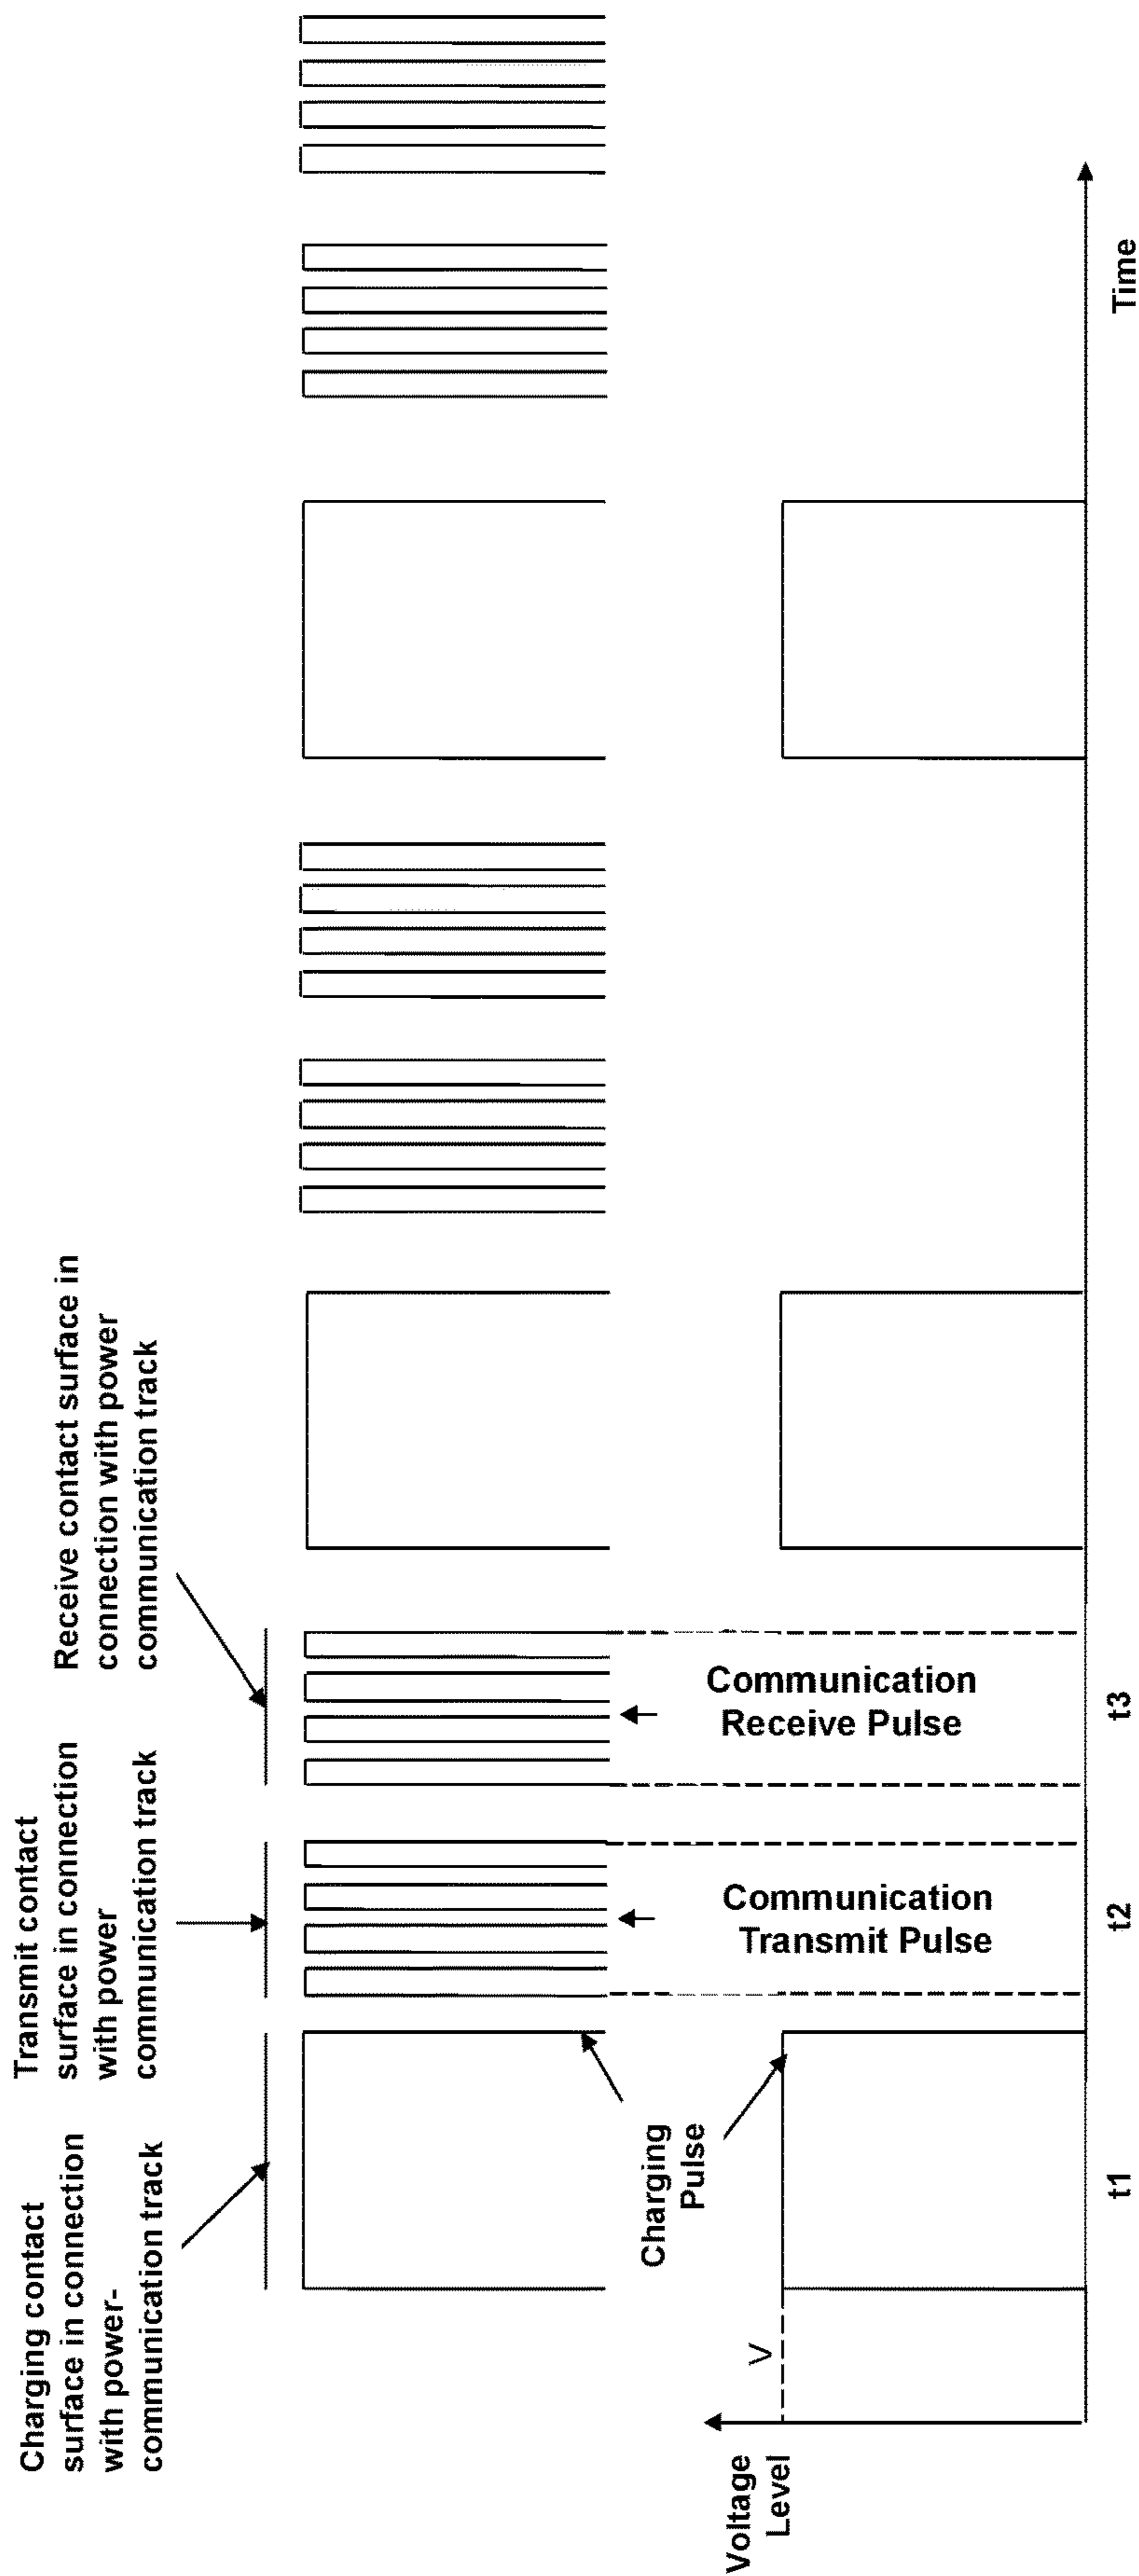 Charging contact
surface in connection
with power-
communication track
Transmit contact
surface in connection
with power
communication track
Receive contact surface in
connection with power
communication track
Charging
Pulse
Communication
Transmit Pulse
Communication
Receive Pulse
Voltage
Level
V
t1
t2
t3
Time